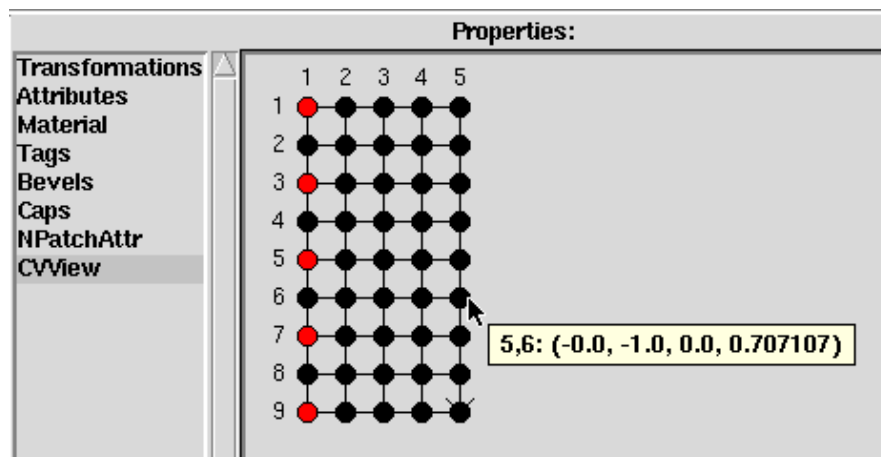 Properties:
Transformations
Attributes
Material
Tags
Bevels
Caps
NPatchAttr
CVView
1 2 3 4 5
1
2
3
4
5
6
7
8
9
5,6: (-0.0, -1.0, 0.0, 0.707107)